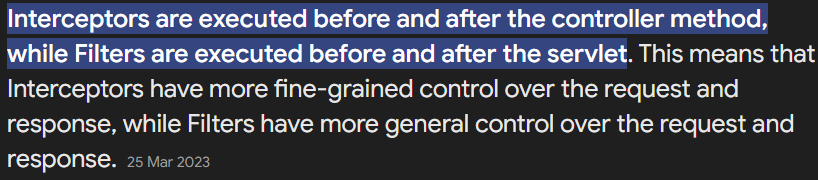 Interceptors are executed before and after the controller method,
while Filters are executed before and after the servlet. This means that
Interceptors have more fine-grained control over the request and
response, while Filters have more general control over the request and
response. 25 Mar 2023